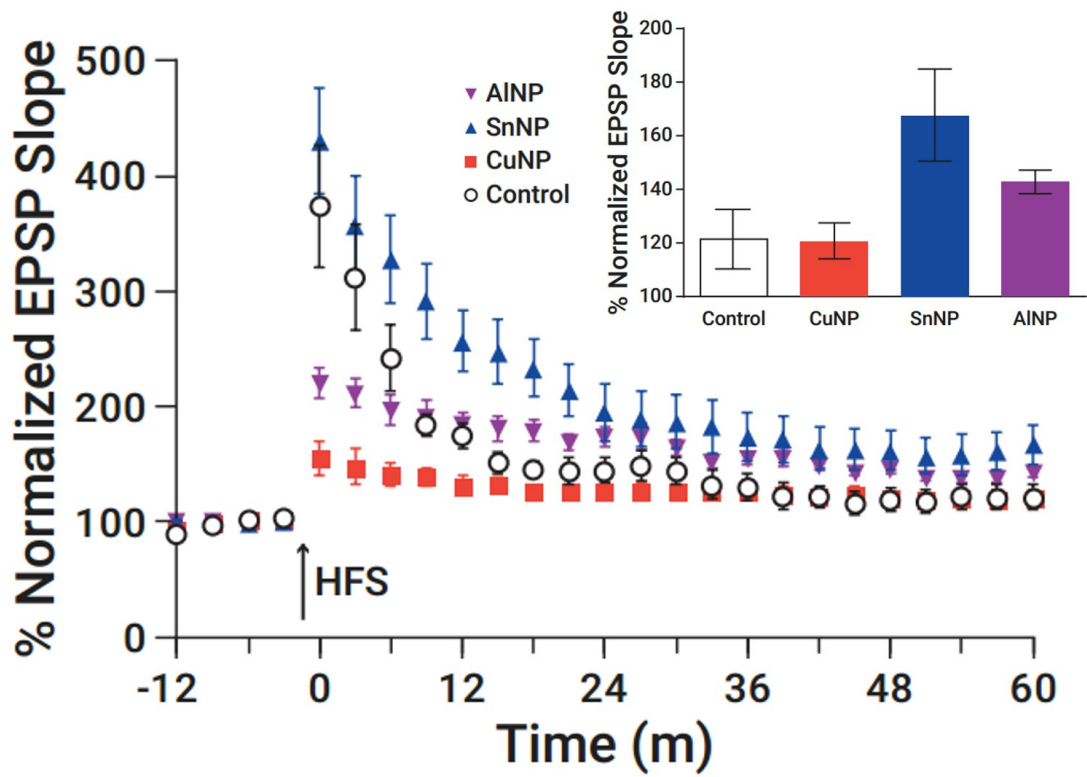 % Normalized EPSP Slope
500
400
300
200
100
0
-12 0 12 24 36 48 60
Time (m)
HFS
AlNP
SnNP
CuNP
Control
% Normalized EPSP Slope
200
180
160
140
120
100
Control CuNP SnNP AlNP